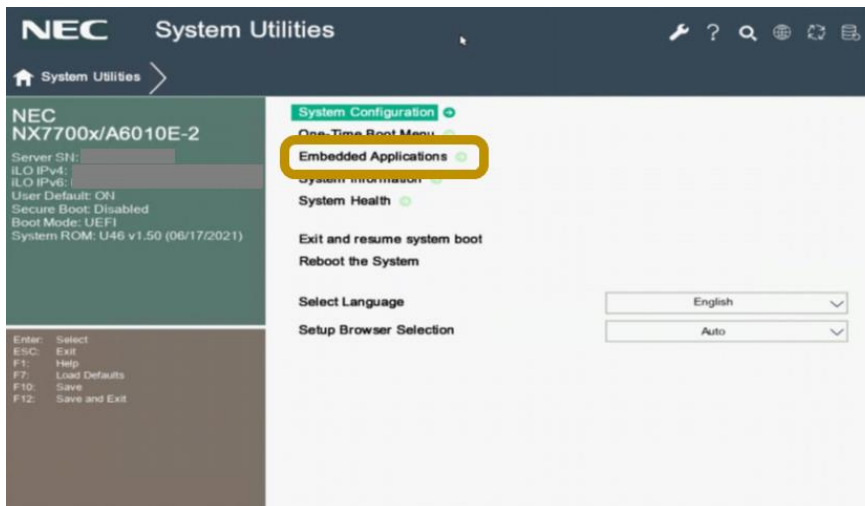 NEC System Utilities
System Utilities
NEC
NX7700x/A6010E-2
Server SN:
iLO IPv4:
iLO IPv6:
User Default: ON
Secure Boot: Disabled
Boot Mode: UEFI
System ROM: U46 v1.50 (06/17/2021)
Enter: Select
ESC: Exit
F1: Help
F7: Load Defaults
F10: Save
F12: Save and Exit
System Configuration
One-Time Boot Menu
Embedded Applications
System Information
System Health
Exit and resume system boot
Reboot the System
Select Language English
Setup Browser Selection Auto